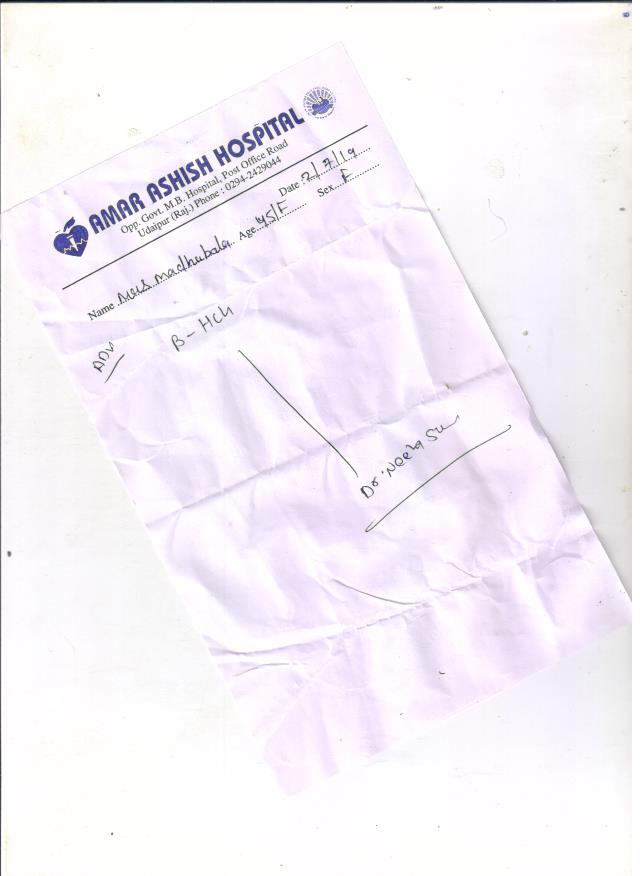 AMAR ASHISH HOSPITAL
Opp. Govt. M.B. Hospital, Post Office Road
Udaipur (Raj.) Phone : 0294-2429044
Date 7/7/19
Name Mrs Madhubala Age 45/F Sex F
ADV
B-HCG
Dr. Neeta